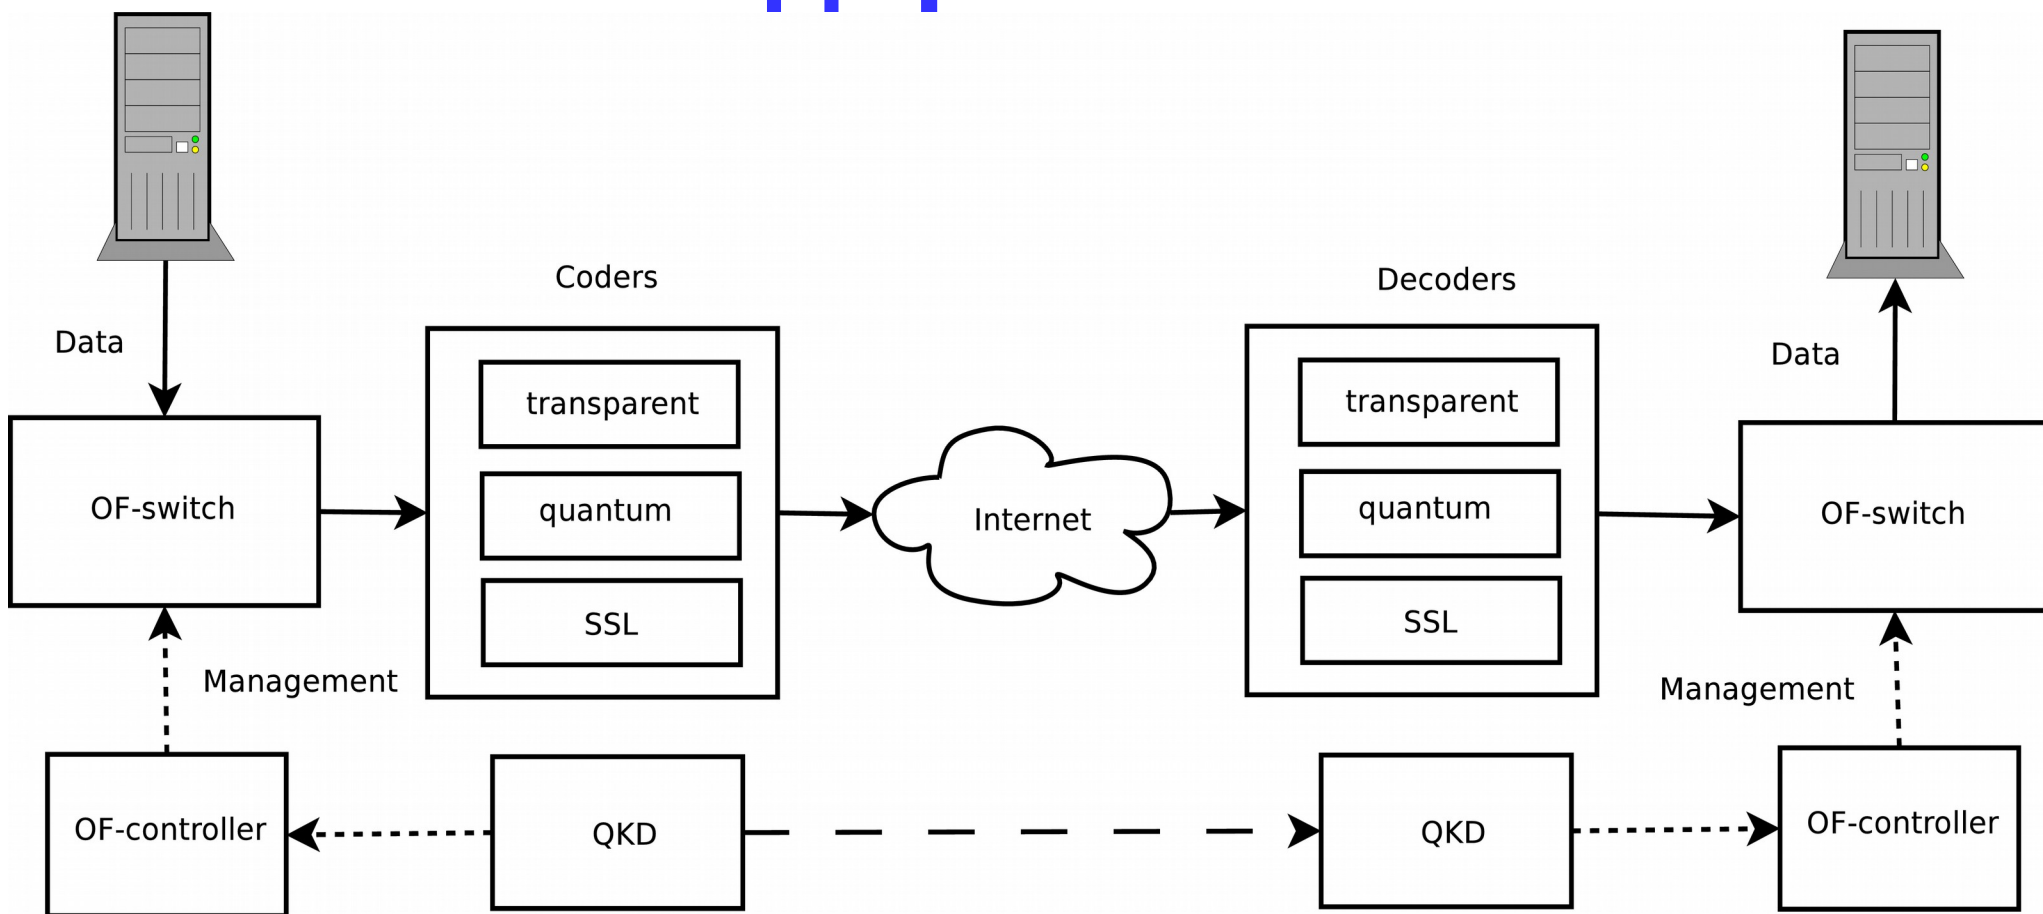 Coders
Decoders
Data
Data
transparent
transparent
OF-switch
quantum
Internet
quantum
OF-switch
SSL
SSL
Management
Management
OF-controller
QKD
QKD
OF-controller